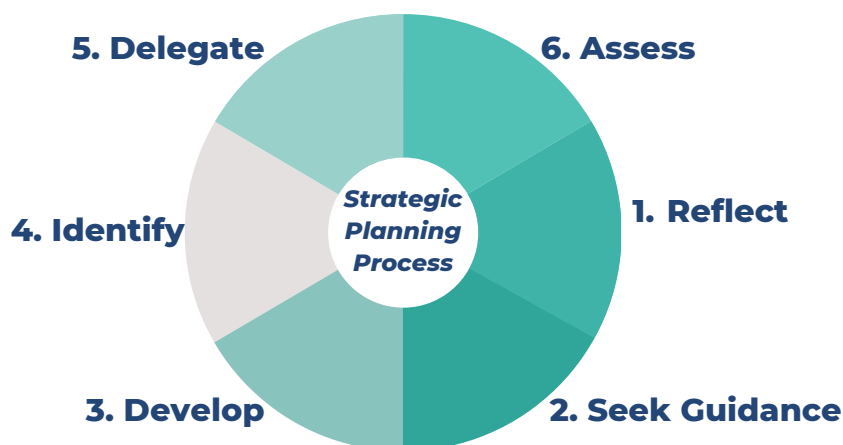 5. Delegate
6. Assess
Strategic
Planning
Process
1. Reflect
4. Identify
3. Develop
2. Seek Guidance